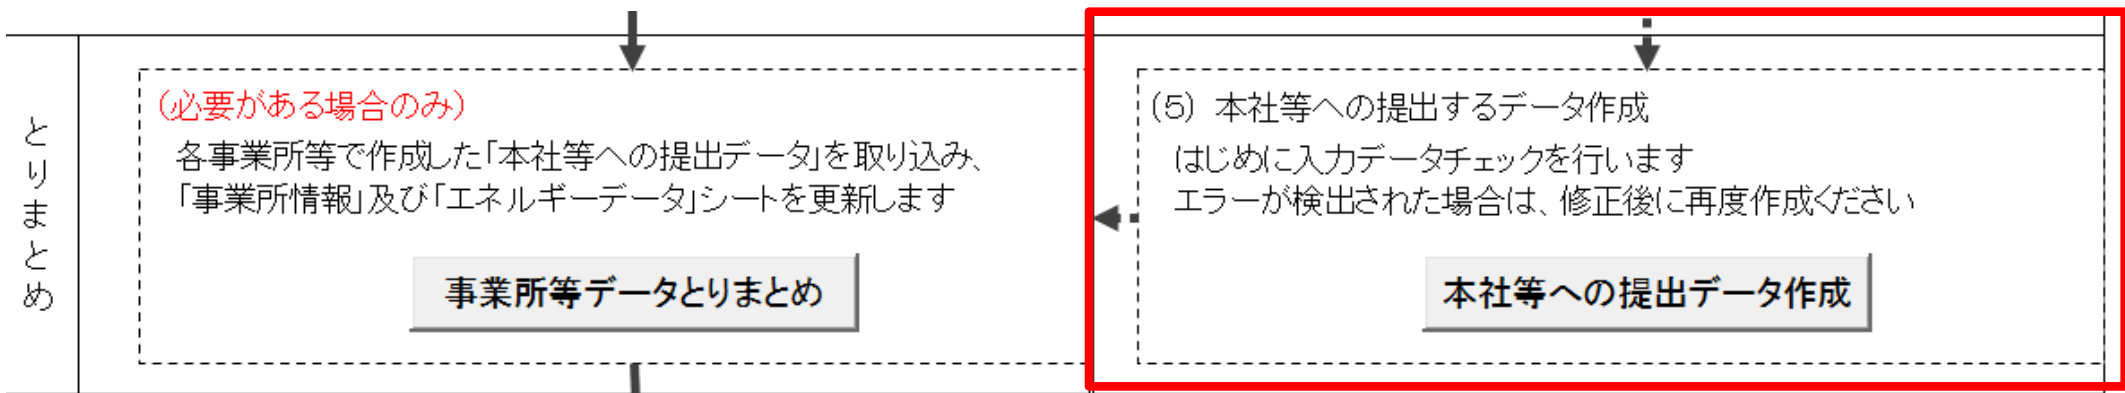 とりまとめ
（必要がある場合のみ）
各事業所等で作成した「本社等への提出データ」を取り込み、
「事業所情報」及び「エネルギーデータ」シートを更新します
事業所等データとりまとめ
（5） 本社等への提出するデータ作成
はじめに入力データチェックを行います
エラーが検出された場合は、修正後に再度作成ください
本社等への提出データ作成